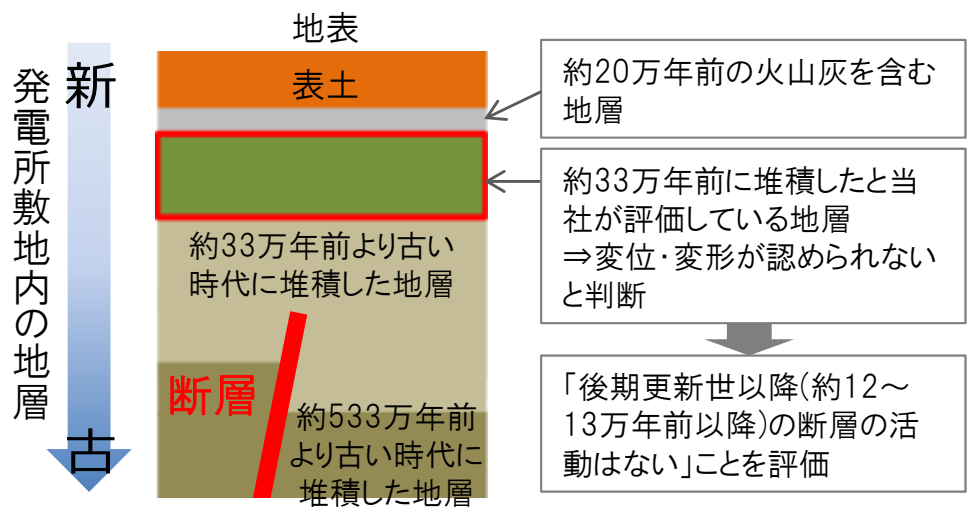 発電所敷地内の地層
新
古
地表
表土
約33万年前より古い
時代に堆積した地層
断層
約533万年前
より古い時代に
堆積した地層
約20万年前の火山灰を含む
地層
約33万年前に堆積したと当
社が評価している地層
⇒変位・変形が認められない
と判断
「後期更新世以降(約12～
13万年前以降)の断層の活
動はない」ことを評価